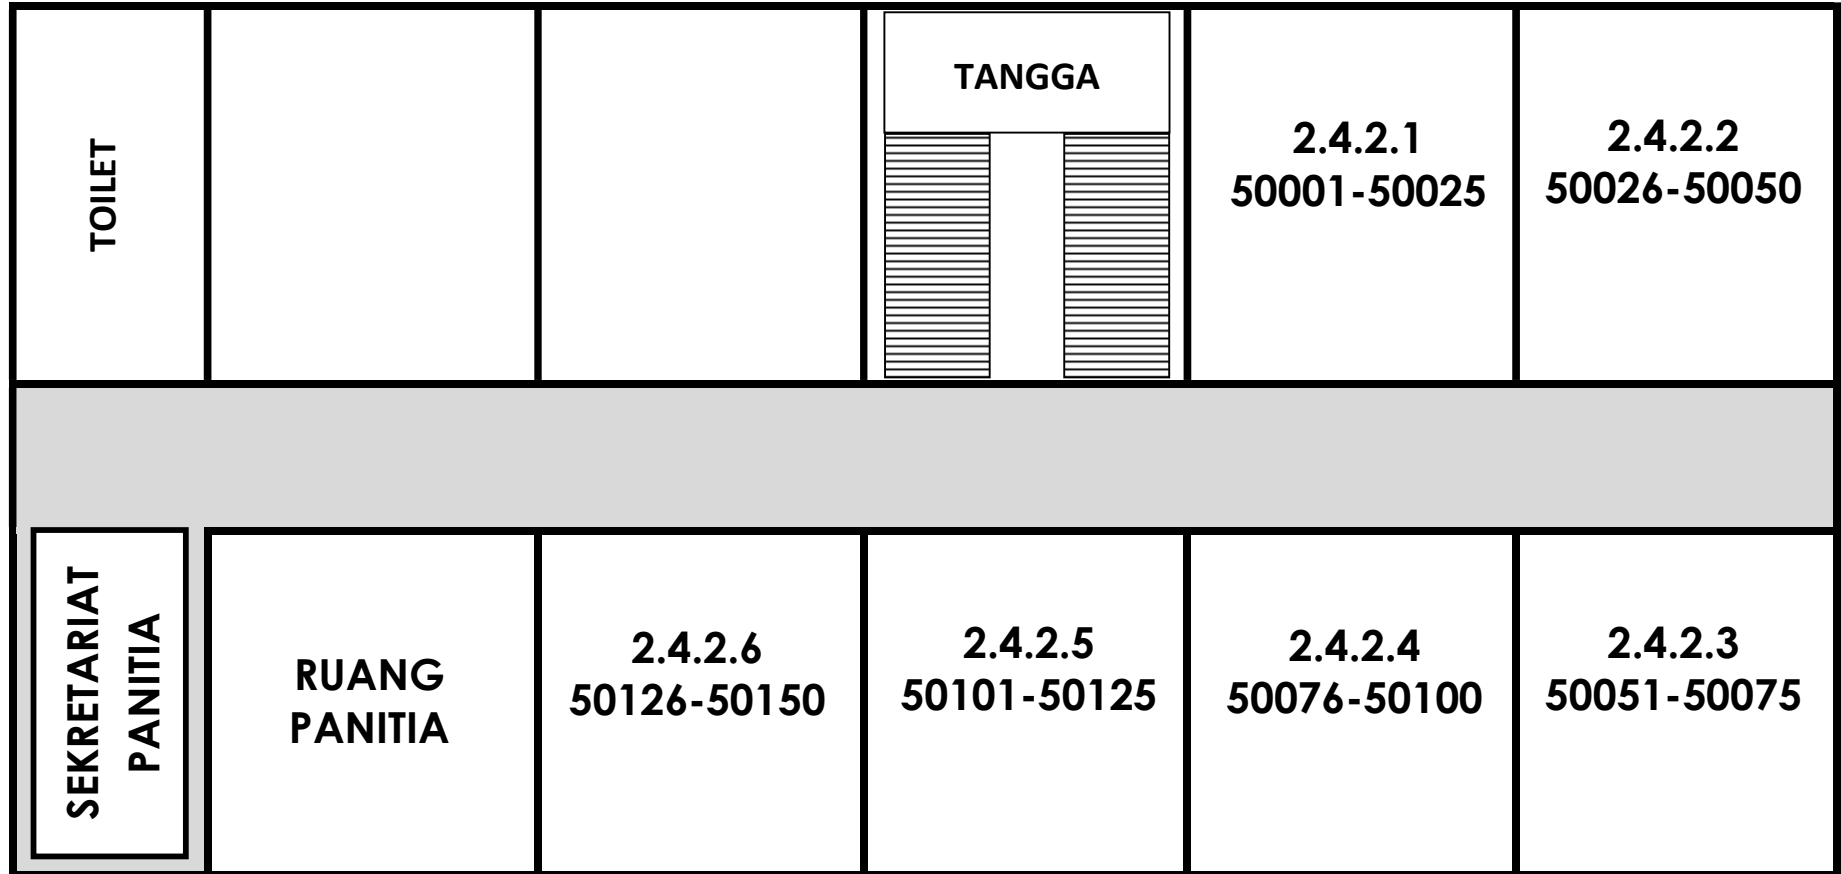 TOILET
TANGGA
2.4.2.1
50001-50025
2.4.2.2
50026-50050
SEKRETARIAT
PANITIA
RUANG
PANITIA
2.4.2.6
50126-50150
2.4.2.5
50101-50125
2.4.2.4
50076-50100
2.4.2.3
50051-50075